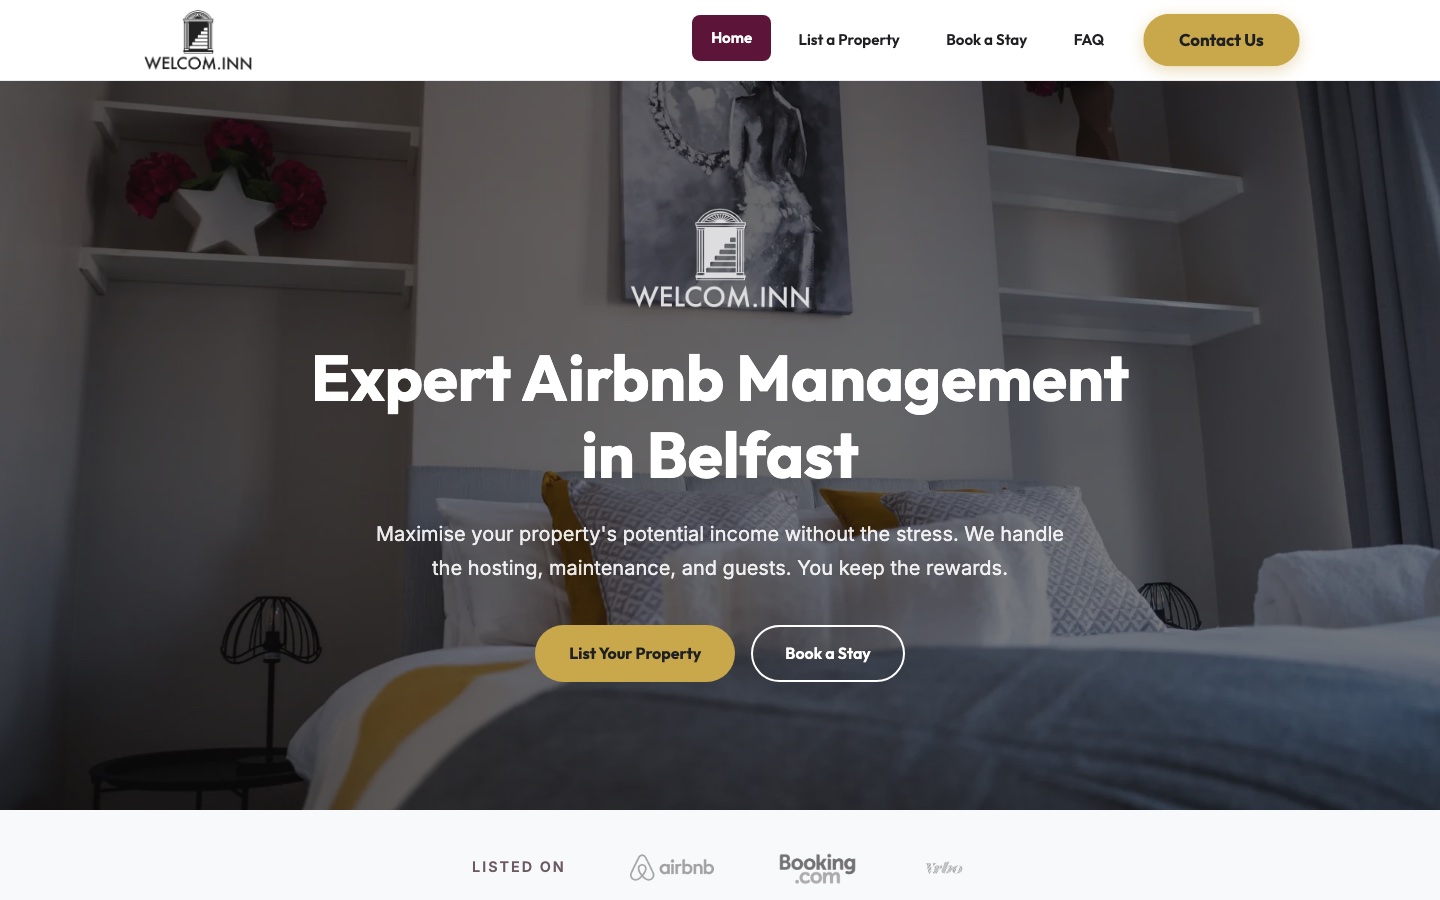 WELCOM.INN
Home
List a Property
Book a Stay
FAQ
Contact Us
WELCOM.INN
Expert Airbnb Management
in Belfast
Maximise your property's potential income without the stress. We handle
the hosting, maintenance, and guests. You keep the rewards.
List Your Property
Book a Stay
LISTED ON
airbnb
Booking
.com
Vrbo